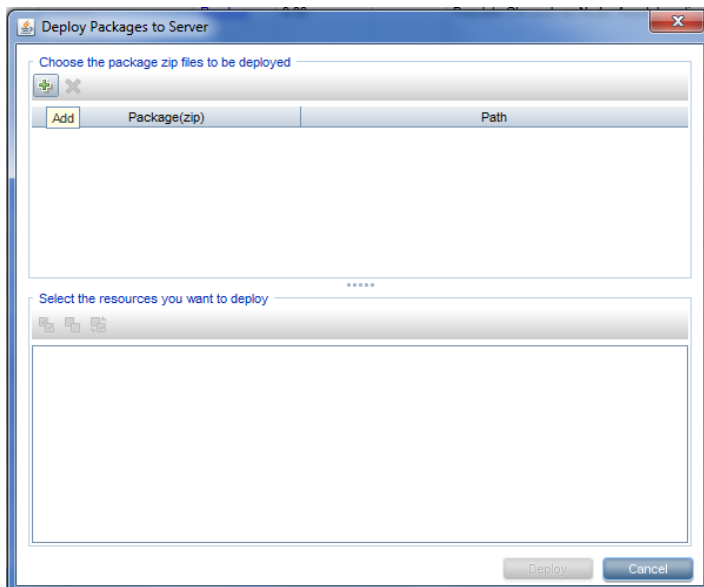 Deploy Packages to Server
Choose the package zip files to be deployed
Add
Package(zip)
Path
Select the resources you want to deploy
Deploy
Cancel